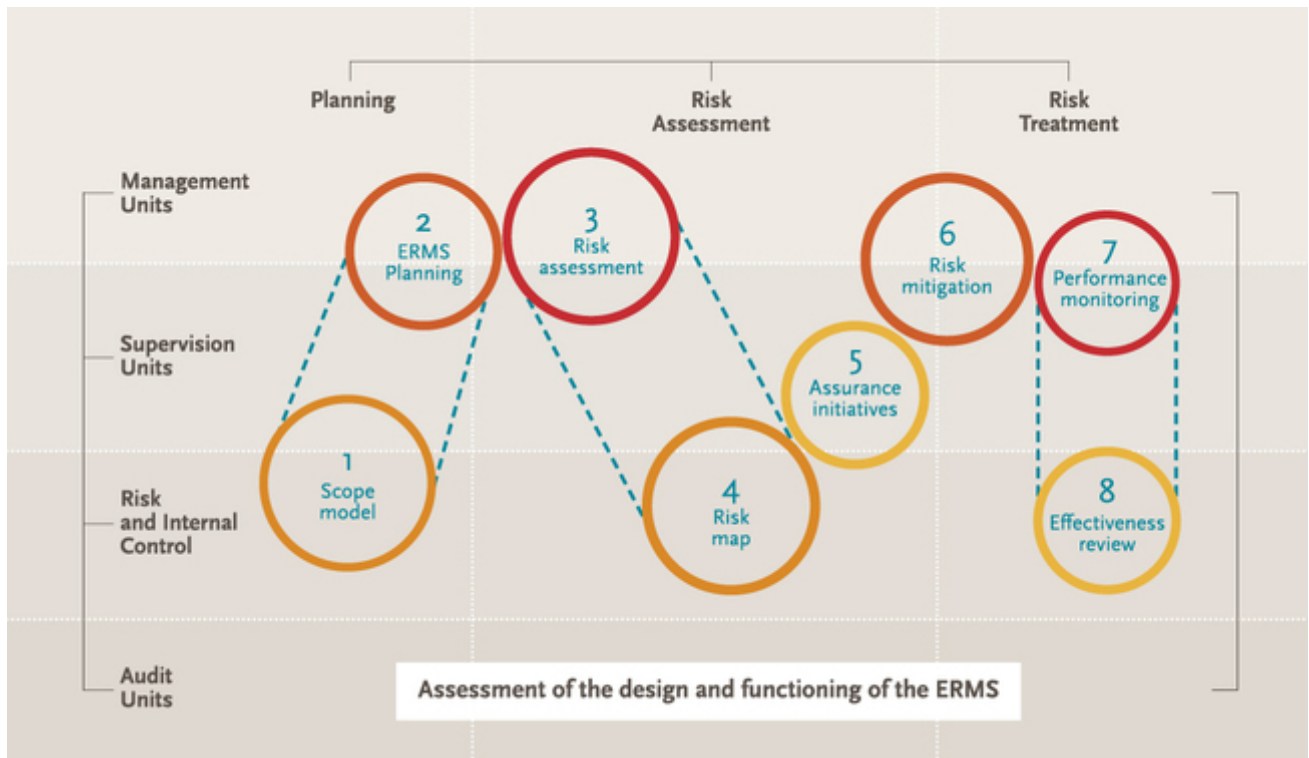 Planning
Risk
Assessment
Risk
Treatment
Management
Units
2
ERMS
Planning
3
Risk
assessment
6
Risk
mitigation
7
Performance
monitoring
Supervision
Units
5
Assurance
initiatives
1
Scope
model
4
Risk
map
8
Effectiveness
review
Risk
and Internal
Control
Audit
Units
Assessment of the design and functioning of the ERMS